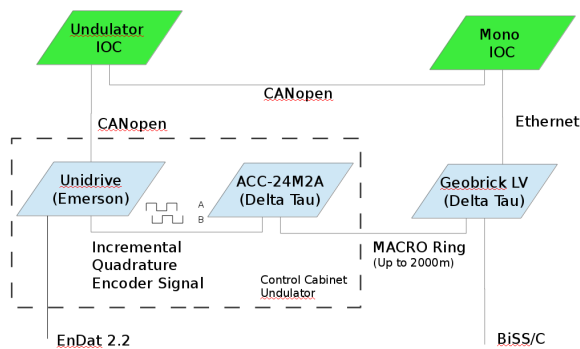 Undulator
IOC
Mono
IOC
CANopen
CANopen
Ethernet
Unidrive
(Emerson)
A
B
ACC-24M2A
(Delta Tau)
Geobrick LV
(Delta Tau)
Incremental
Quadrature
Encoder Signal
MACRO Ring
(Up to 2000m)
Control Cabinet
Undulator
EnDat 2.2
BiSS/C